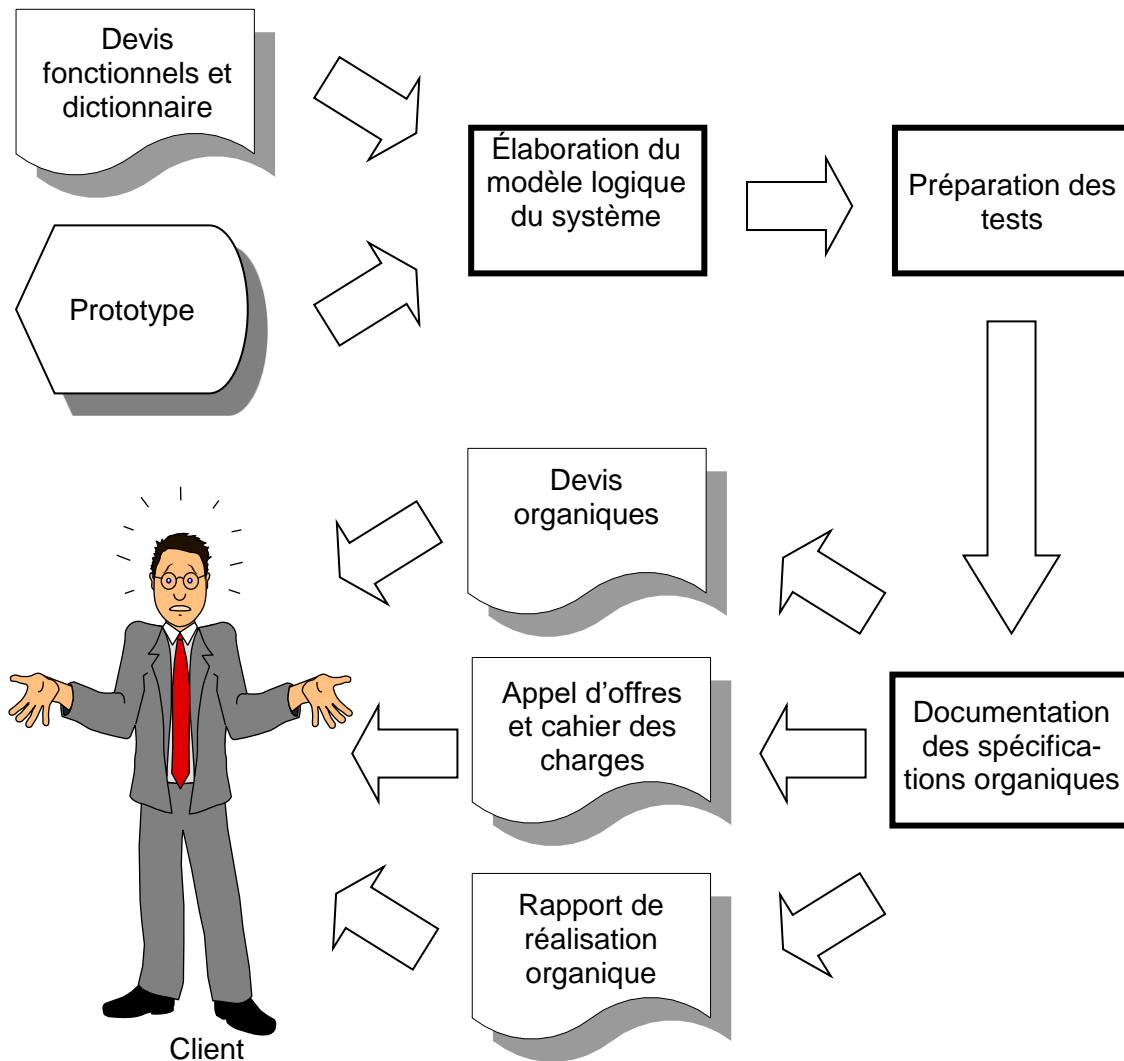 Devis
fonctionnels et
dictionnaire
Prototype
Élaboration du
modèle logique
du système
Préparation des
tests
Devis
organiques
Appel d’offres
et cahier des
charges
Documentation
des spécifica-
tions organiques
Rapport de
réalisation
organique
Client